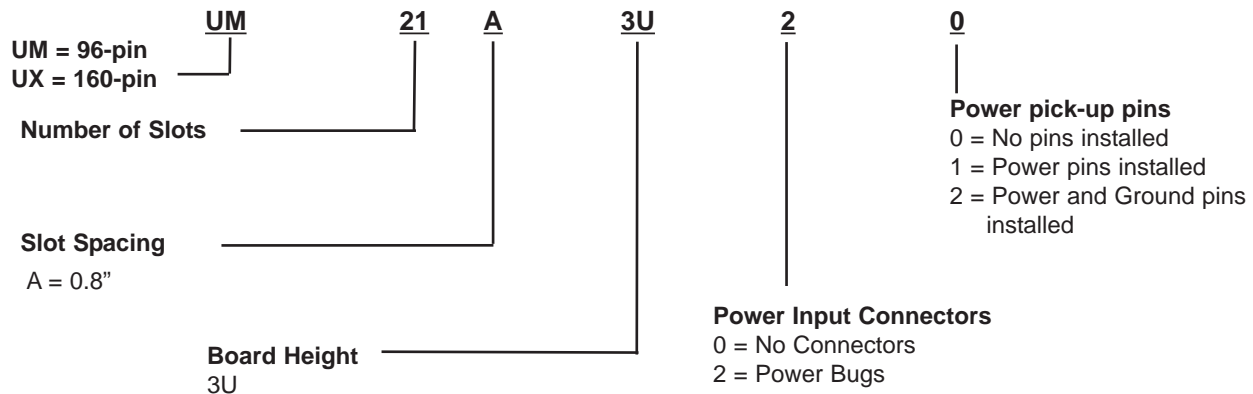 UM 21 A 3U 2 0
UM = 96-pin
UX = 160-pin
Number of Slots
Slot Spacing
A = 0.8”
Board Height
3U
Power Input Connectors
0 = No Connectors
2 = Power Bugs
Power pick-up pins
0 = No pins installed
1 = Power pins installed
2 = Power and Ground pins
installed